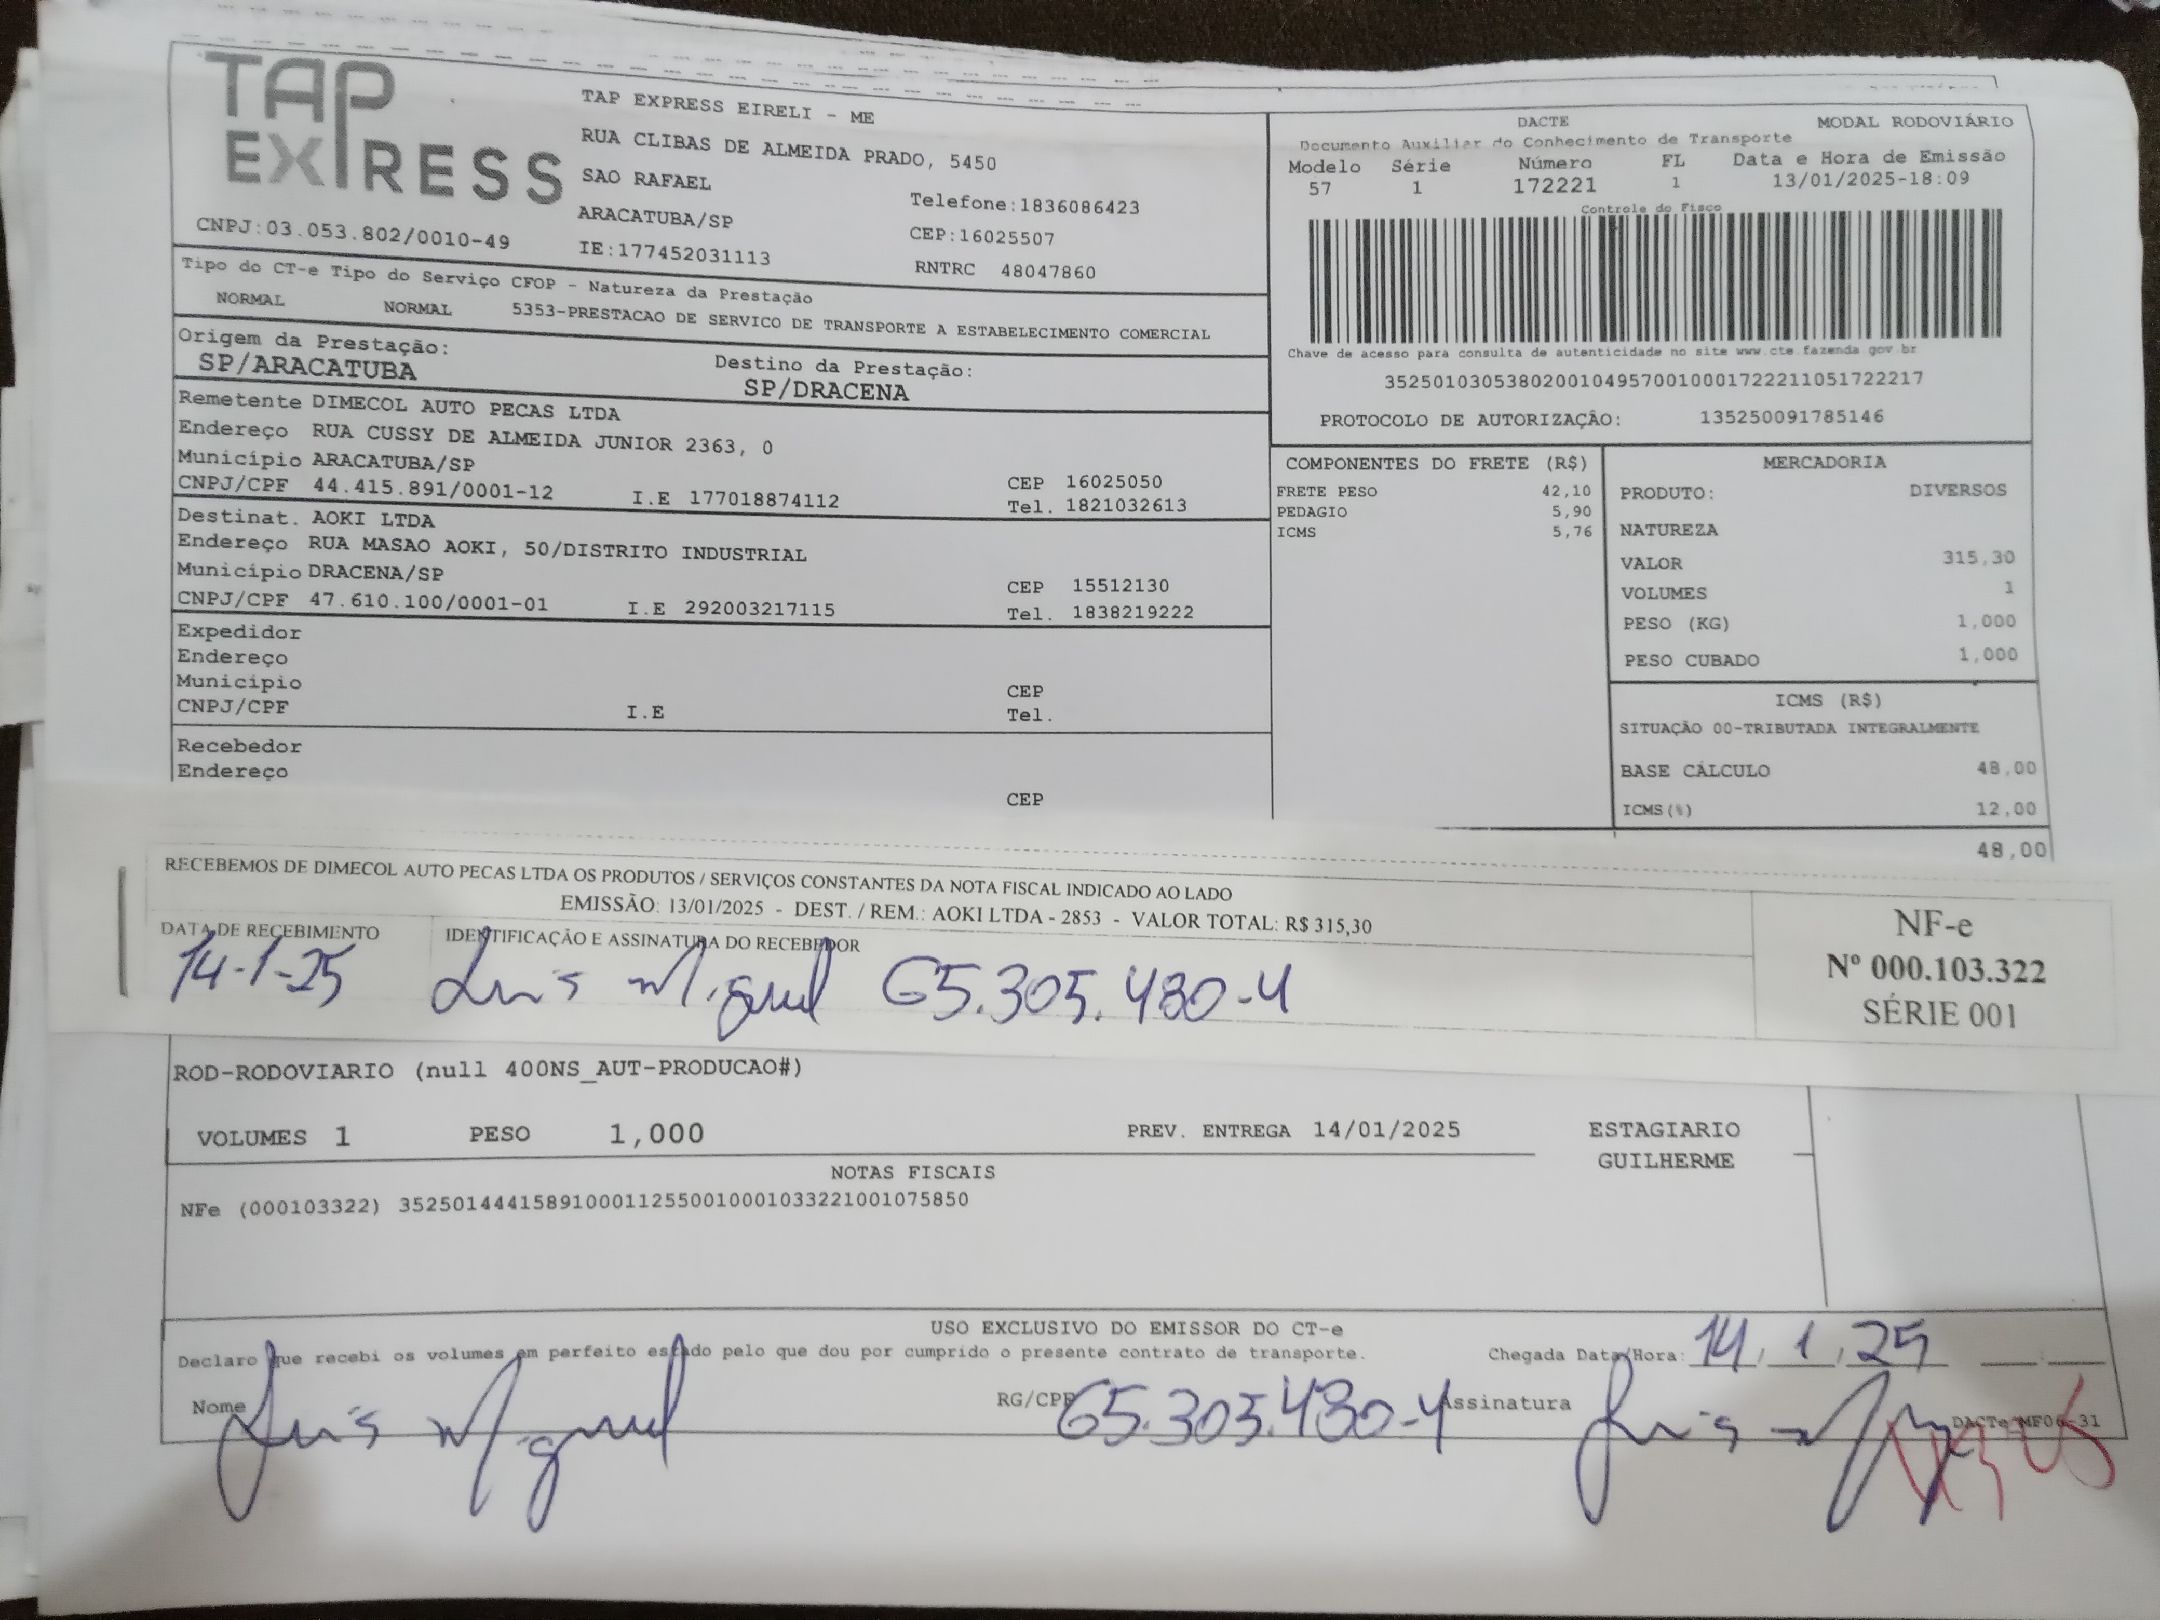 TAP EXPRESS
CNPJ:03.053.802/0010-49
TAP EXPRESS EIRELI - ME
RUA CLIBAS DE ALMEIDA PRADO, 5450
SAO RAFAEL
ARACATUBA/SP
IE:177452031113
Telefone:1836086423
CEP:16025507
RNTRC 48047860
DACTE MODAL RODOVIÁRIO
Documento Auxiliar do Conhecimento de Transporte
Modelo Série Número FL Data e Hora de Emissão
57 1 172221 1 13/01/2025-18:09
Controle do Fisco
Chave de acesso para consulta de autenticidade no site www.cte.fazenda gov.br
35250103053802001049570010001722211051722217
PROTOCOLO DE AUTORIZAÇÃO: 135250091785146
Tipo do CT-e Tipo do Serviço CFOP - Natureza da Prestação
NORMAL NORMAL 5353-PRESTACAO DE SERVICO DE TRANSPORTE A ESTABELECIMENTO COMERCIAL
Origem da Prestação: Destino da Prestação:
SP/ARACATUBA SP/DRACENA
Remetente DIMECOL AUTO PECAS LTDA
Endereço RUA CUSSY DE ALMEIDA JUNIOR 2363, 0
Município ARACATUBA/SP CEP 16025050
CNPJ/CPF 44.415.891/0001-12 I.E 177018874112 Tel. 1821032613
Destinat. AOKI LTDA
Endereço RUA MASAO AOKI, 50/DISTRITO INDUSTRIAL
Município DRACENA/SP CEP 15512130
CNPJ/CPF 47.610.100/0001-01 I.E 292003217115 Tel. 1838219222
Expedidor
Endereço
Município CEP
CNPJ/CPF I.E Tel.
Recebedor
Endereço
CEP
COMPONENTES DO FRETE (R$)
FRETE PESO 42,10
PEDAGIO 5,90
ICMS 5,76
MERCADORIA
PRODUTO: DIVERSOS
NATUREZA
VALOR 315,30
VOLUMES 1
PESO (KG) 1,000
PESO CUBADO 1,000
ICMS (R$)
SITUAÇÃO 00-TRIBUTADA INTEGRALMENTE
BASE CÁLCULO 48,00
ICMS(%) 12,00
48,00
RECEBEMOS DE DIMECOL AUTO PECAS LTDA OS PRODUTOS / SERVIÇOS CONSTANTES DA NOTA FISCAL INDICADO AO LADO
EMISSÃO: 13/01/2025 - DEST. / REM.: AOKI LTDA - 2853 - VALOR TOTAL: R$ 315,30
DATA DE RECEBIMENTO IDENTIFICAÇÃO E ASSINATURA DO RECEBEDOR
14-1-25 Luis Miguel 65.305.480-4
NF-e
Nº 000.103.322
SÉRIE 001
ROD-RODOVIARIO (null 400NS_AUT-PRODUCAO#)
VOLUMES 1 PESO 1,000 PREV. ENTREGA 14/01/2025 ESTAGIARIO
GUILHERME
NOTAS FISCAIS
NFe (000103322) 35250144415891000112550010001033221001075850
USO EXCLUSIVO DO EMISSOR DO CT-e
Declaro que recebi os volumes em perfeito estado pelo que dou por cumprido o presente contrato de transporte. Chegada Data/Hora: 14, 1, 25
Nome Luis Miguel RG/CPF 65.305.480-4 Assinatura Luis